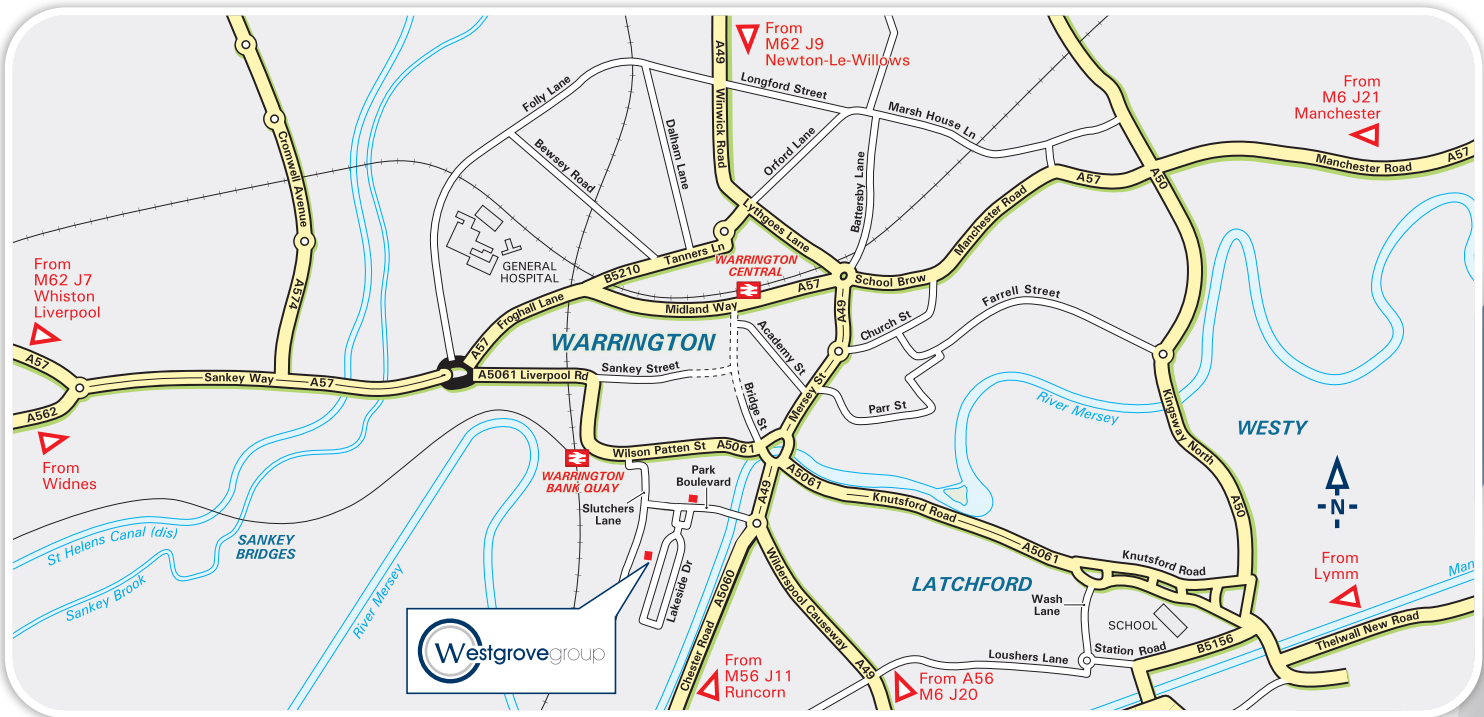 From
M62 J9
Newton-Le-Willows
A49
Winwick Road
Longford Street
Marsh House Ln
Folly Lane
Bewsey Road
Dalham Lane
Orford Lane
Battersby Lane
From
M6 J21
Manchester
Manchester Road
A57
A50
A57
Manchester Road
Cromwell Avenue
A574
GENERAL
HOSPITAL
Lythgoes Lane
Tanners Ln
B5210
WARRINGTON
CENTRAL
Froghall Lane
A57
Midland Way
A57
School Brow
A49
Church St
Farrell Street
From
M62 J7
Whiston
Liverpool
A57
A562
From
Widnes
Sankey Way
A57
WARRINGTON
A5061 Liverpool Rd
Sankey Street
Academy St
Bridge St
Mersey St
Parr St
River Mersey
Kingsway North
WESTY
A50
N
Wilson Patten St
A5061
WARRINGTON
BANK QUAY
Park
Boulevard
Slutchers
Lane
A49
A5061
Knutsford Road
A5061
Knutsford Road
St Helens Canal (dis)
SANKEY
BRIDGES
Sankey Brook
River Mersey
Lakeside Dr
A5060
Chester Road
Wilderspool Causeway
A49
LATCHFORD
Wash
Lane
SCHOOL
Loushers Lane
Station Road
B5156
Thelwall New Road
From
Lymm
Man
Westgrovegroup
From
M56 J11
Runcorn
From A56
M6 J20